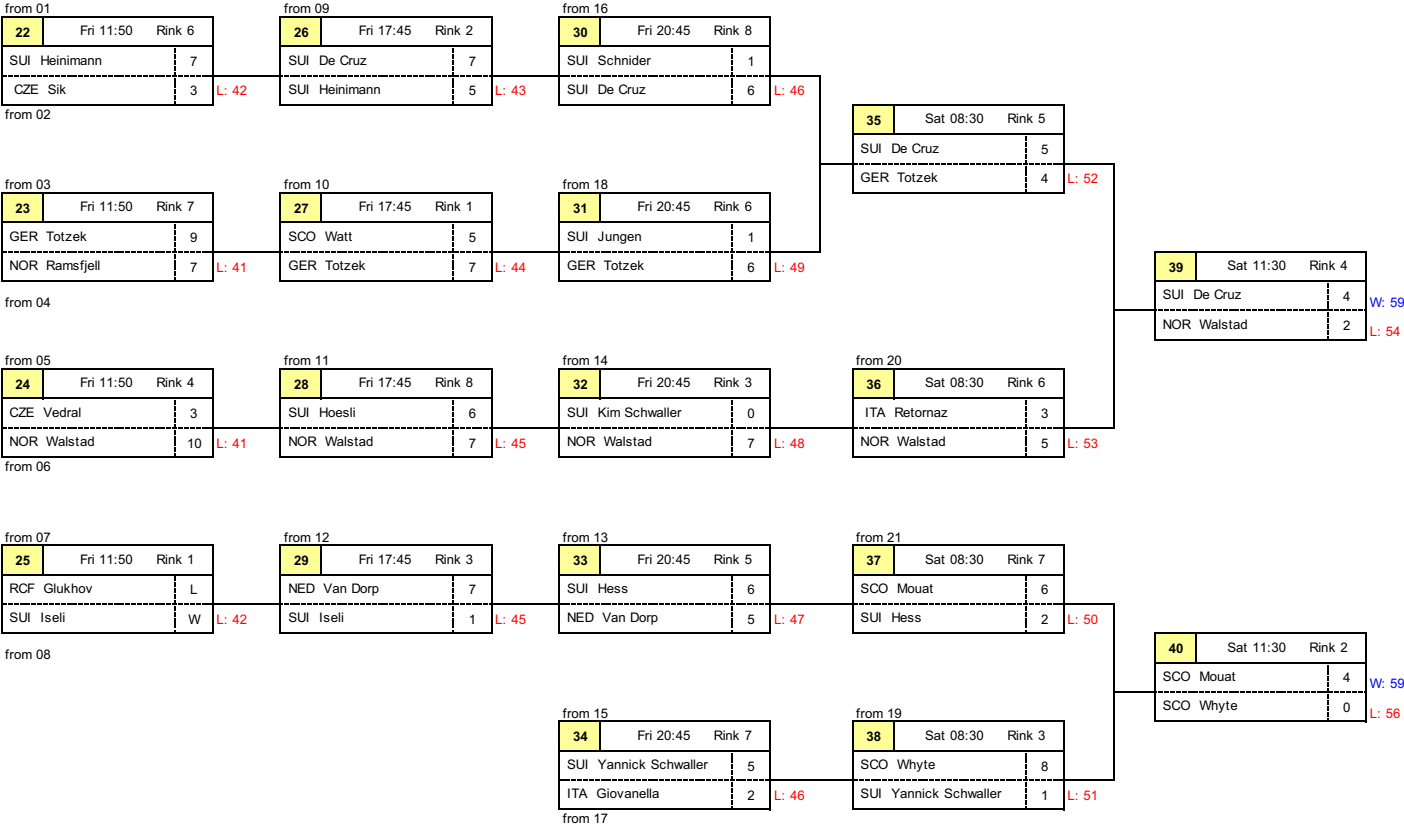 from 01
22 Fri 11:50 Rink 6
SUI Heinimann 7
CZE Sik 3 L: 42
from 02
from 03
23 Fri 11:50 Rink 7
GER Totzek 9
NOR Ramsfjell 7 L: 41
from 04
from 05
24 Fri 11:50 Rink 4
CZE Vedral 3
NOR Walstad 10 L: 41
from 06
from 07
25 Fri 11:50 Rink 1
RCF Glukhov L
SUI Iseli W L: 42
from 08
from 09
26 Fri 17:45 Rink 2
SUI De Cruz 7
SUI Heinimann 5 L: 43
from 10
27 Fri 17:45 Rink 1
SCO Watt 5
GER Totzek 7 L: 44
from 11
28 Fri 17:45 Rink 8
SUI Hoesli 6
NOR Walstad 7 L: 45
from 12
29 Fri 17:45 Rink 3
NED Van Dorp 7
SUI Iseli 1 L: 45
from 16
30 Fri 20:45 Rink 8
SUI Schnider 1
SUI De Cruz 6 L: 46
from 18
31 Fri 20:45 Rink 6
SUI Jungen 1
GER Totzek 6 L: 49
from 14
32 Fri 20:45 Rink 3
SUI Kim Schwaller 0
NOR Walstad 7 L: 48
from 13
33 Fri 20:45 Rink 5
SUI Hess 6
NED Van Dorp 5 L: 47
from 15
34 Fri 20:45 Rink 7
SUI Yannick Schwaller 5
ITA Giovanella 2 L: 46
from 17
35 Sat 08:30 Rink 5
SUI De Cruz 5
GER Totzek 4 L: 52
from 20
36 Sat 08:30 Rink 6
ITA Retornaz 3
NOR Walstad 5 L: 53
from 21
37 Sat 08:30 Rink 7
SCO Mouat 6
SUI Hess 2 L: 50
from 19
38 Sat 08:30 Rink 3
SCO Whyte 8
SUI Yannick Schwaller 1 L: 51
39 Sat 11:30 Rink 4
SUI De Cruz 4 W: 59
NOR Walstad 2 L: 54
40 Sat 11:30 Rink 2
SCO Mouat 4 W: 59
SCO Whyte 0 L: 56